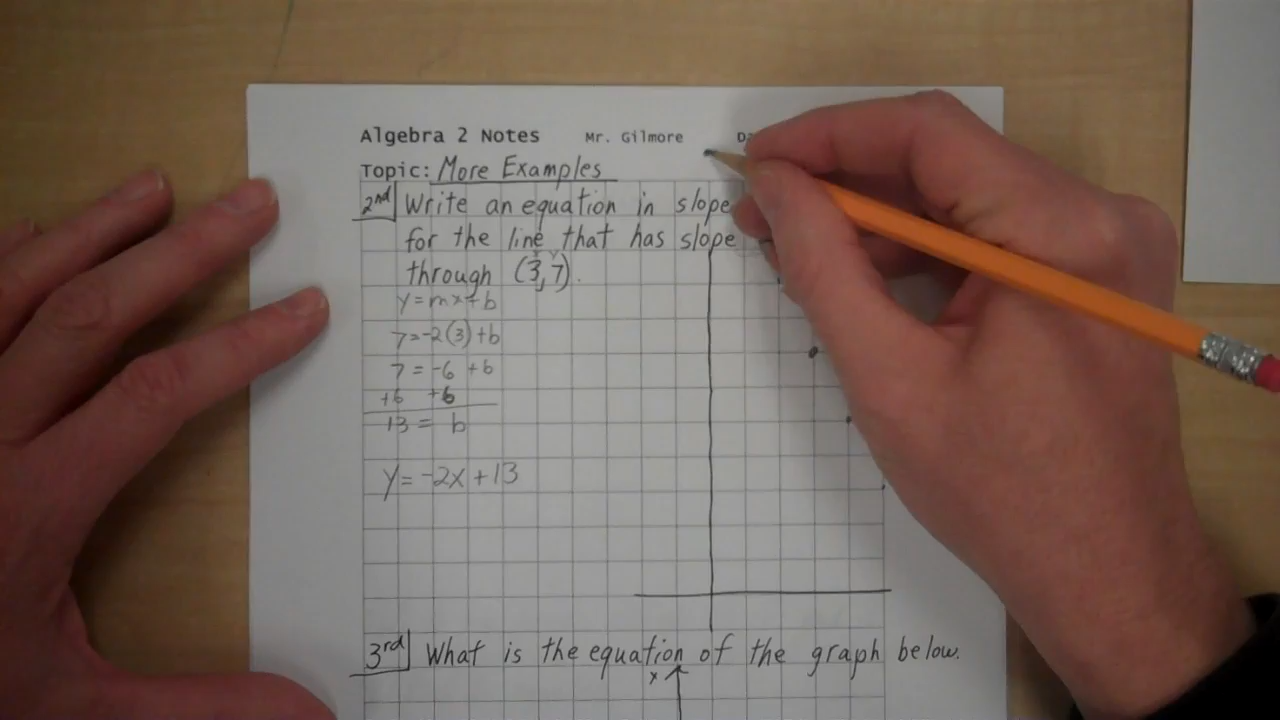 Algebra 2 Notes Mr. Gilmore
Topic: More Examples
2nd Write an equation in slope
for the line that has slope
through (3,7).
y=mx+b
7=-2(3)+b
7=-6+b
+6 +6
13 = b
y=-2x+13
3rd What is the equation of the graph below.
x